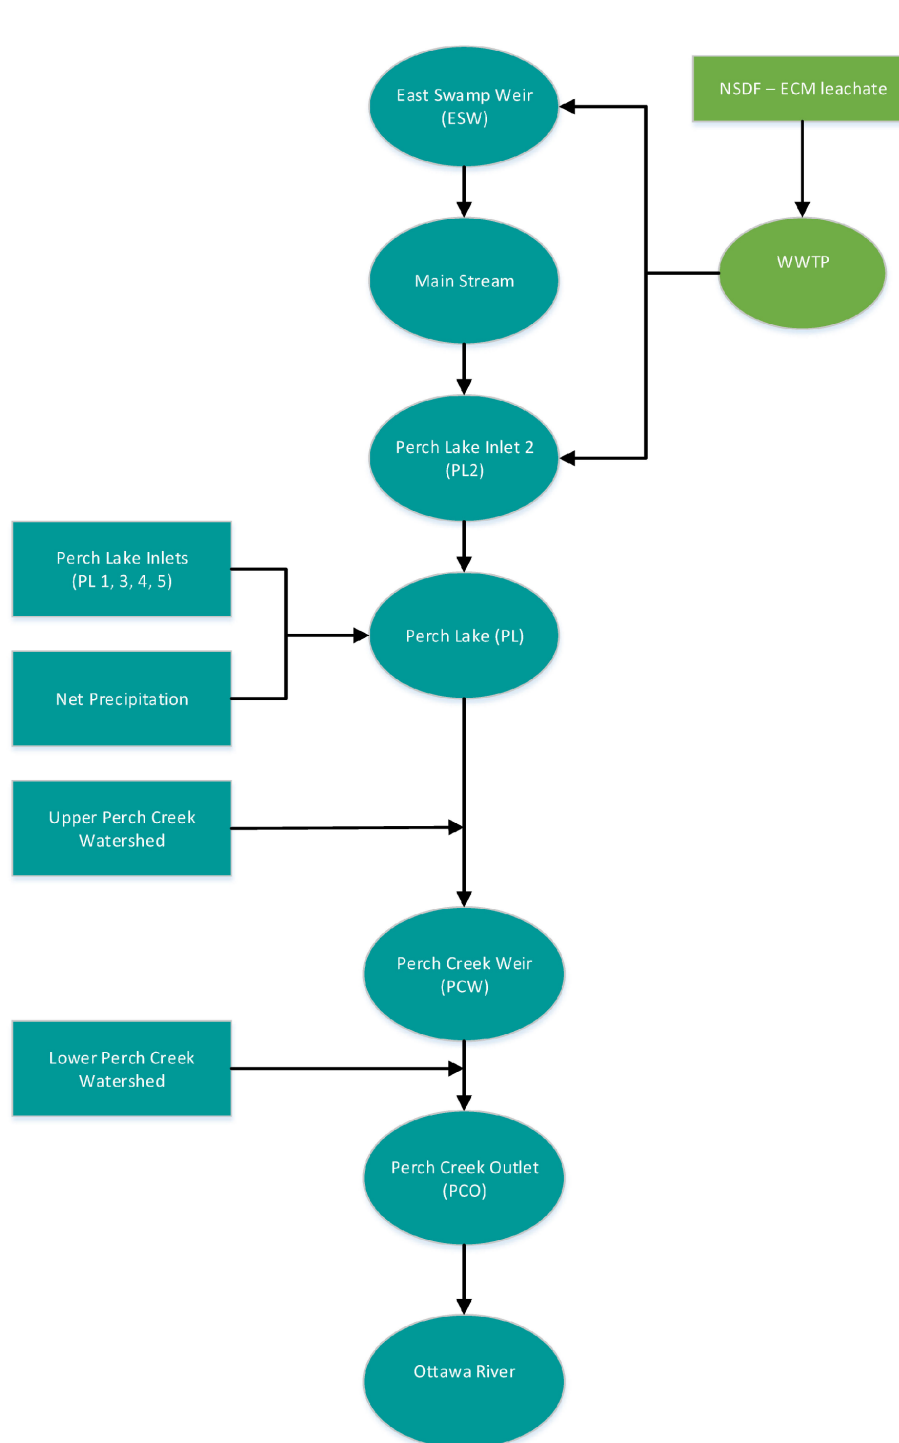 East Swamp Weir
(ESW)
NSDF – ECM leachate
Main Stream
WWTP
Perch Lake Inlet 2
(PL2)
Perch Lake Inlets
(PL 1, 3, 4, 5)
Perch Lake (PL)
Net Precipitation
Upper Perch Creek
Watershed
Perch Creek Weir
(PCW)
Lower Perch Creek
Watershed
Perch Creek Outlet
(PCO)
Ottawa River